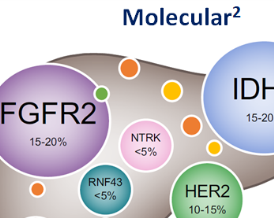 Molecular2
FGFR2
15-20%
IDH
15-20
NTRK
<5%
RNF43
<5%
HER2
10-15%